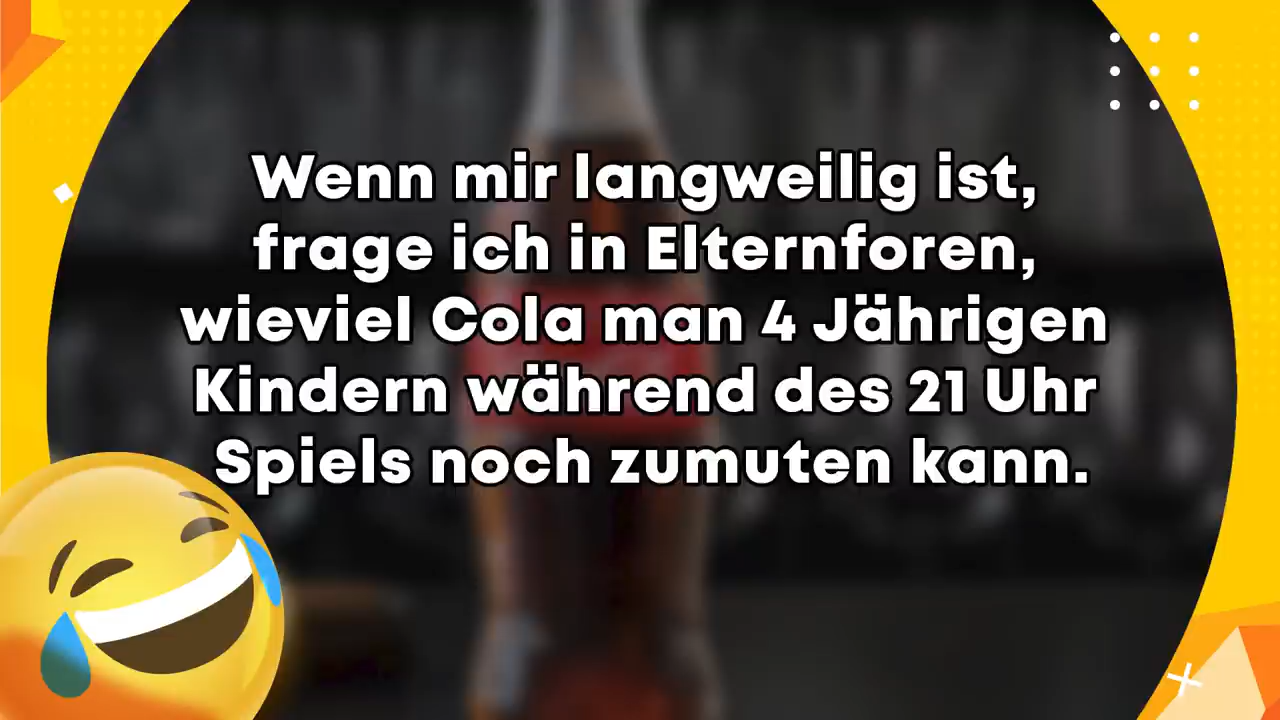 Wenn mir langweilig ist,
frage ich in Elternforen,
wieviel Cola man 4 Jährigen
Kindern während des 21 Uhr
Spiels noch zumuten kann.